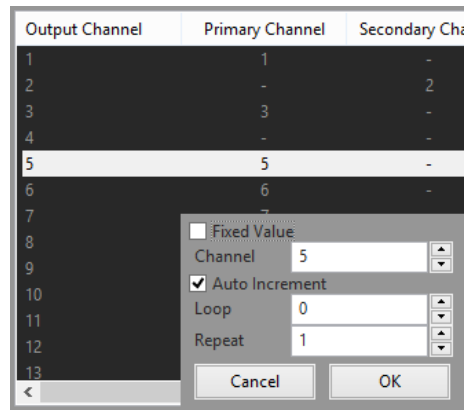 Output Channel Primary Channel Secondary Cha
1 1 -
2 - 2
3 3 -
4 - -
5 5 -
6 6 -
7
8
9
10
11
12
13
Fixed Value
Channel 5
Auto Increment
Loop 0
Repeat 1
Cancel OK